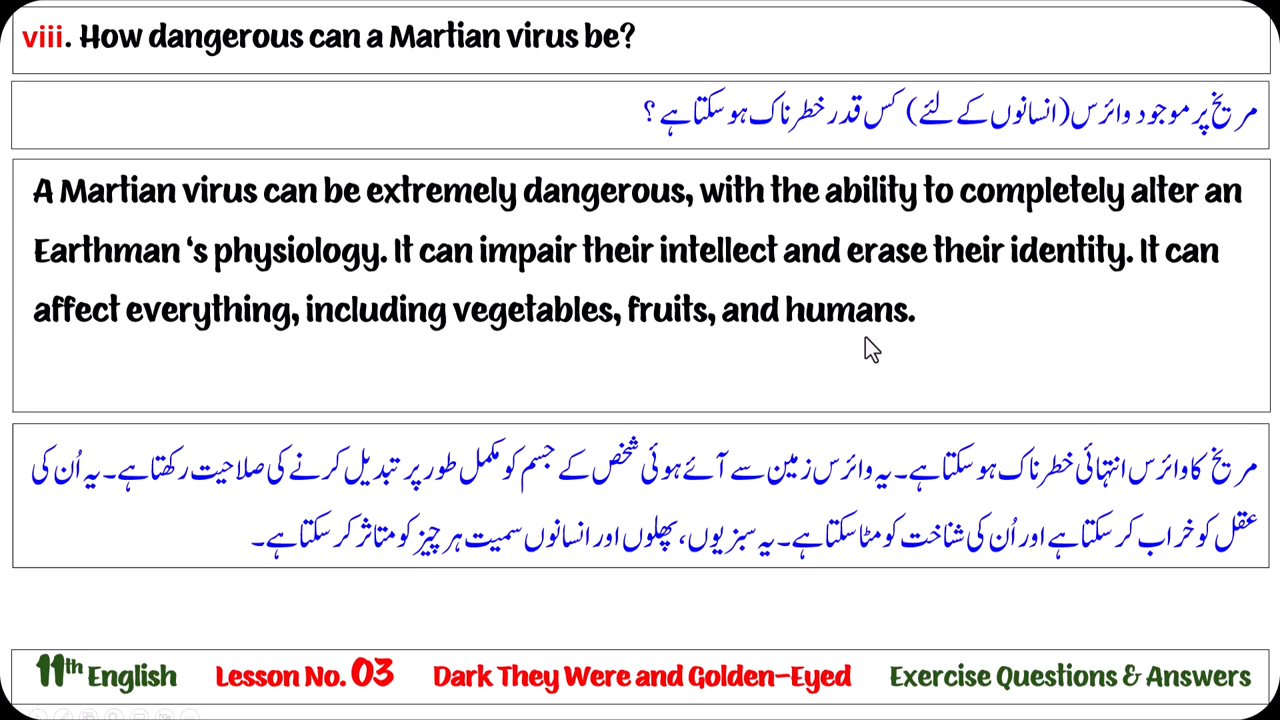 viii. How dangerous can a Martian virus be?
مریخ پر موجود وائرس (انسانوں کے لئے) کس قدر خطرناک ہو سکتا ہے ؟
A Martian virus can be extremely dangerous, with the ability to completely alter an
Earthman ‘s physiology. It can impair their intellect and erase their identity. It can
affect everything, including vegetables, fruits, and humans.
مریخ کا وائرس انتہائی خطرناک ہو سکتا ہے۔ یہ وائرس زمین سے آئے ہوئی شخص کے جسم کو مکمل طور پر تبدیل کرنے کی صلاحیت رکھتا ہے۔ یہ اُن کی
عقل کو خراب کر سکتا ہے اور اُن کی شناخت کو مٹا سکتا ہے۔ یہ سبزیوں، پھلوں اور انسانوں سمیت ہر چیز کو متاثر کر سکتا ہے۔
11th English Lesson No. 03 Dark They Were and Golden-Eyed Exercise Questions & Answers